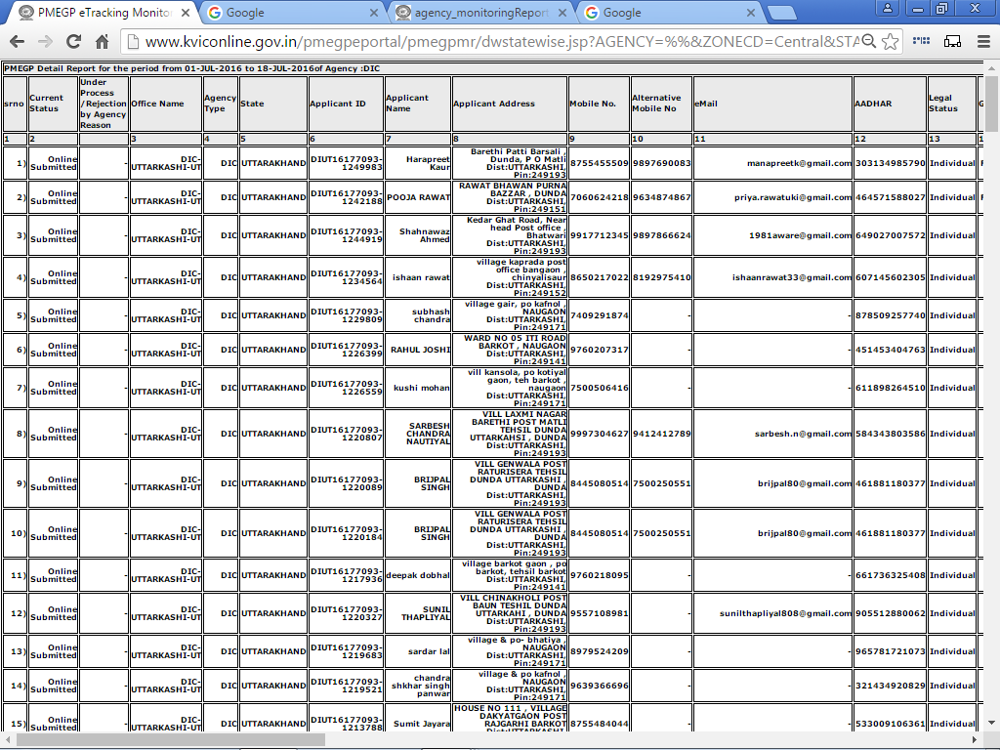 PMEGP eTracking Monitor
Google
agency_monitoringReport
Google
www.kviconline.gov.in/pmegpeportal/pmegpmr/dwstatewise.jsp?AGENCY=%%&ZONECD=Central&STA
PMEGP Detail Report for the period from 01-JUL-2016 to 18-JUL-2016of Agency :DIC
srno Current Status Under Process /Rejection by Agency Reason Office Name Agency Type State Applicant ID Applicant Name Applicant Address Mobile No. Alternative Mobile No eMail AADHAR Legal Status G
1 2 3 4 5 6 7 8 9 10 11 12 13 1
1) Online Submitted - DIC-UTTARKASHI-UT DIC UTTARAKHAND DIUT16177093-1249983 Harapreet Kaur Barethi Patti Barsali , Dunda, P O Matli Dist:UTTARKASHI, Pin:249193 8755455509 9897690083 manapreetk@gmail.com 303134985790 Individual
2) Online Submitted - DIC-UTTARKASHI-UT DIC UTTARAKHAND DIUT16177093-1242188 POOJA RAWAT RAWAT BHAWAN PURNA BAZZAR , DUNDA Dist:UTTARKASHI, Pin:249151 7060624218 9634874867 priya.rawatuki@gmail.com 464571588027 Individual
3) Online Submitted - DIC-UTTARKASHI-UT DIC UTTARAKHAND DIUT16177093-1244919 Shahnawaz Ahmed Kedar Ghat Road, Near head Post office , Bhatwari Dist:UTTARKASHI, Pin:249193 9917712345 9897866624 1981aware@gmail.com 649027007572 Individual
4) Online Submitted - DIC-UTTARKASHI-UT DIC UTTARAKHAND DIUT16177093-1234564 ishaan rawat village kaprada post office bangaon , chinyalisaur Dist:UTTARKASHI, Pin:249152 8650217022 8192975410 ishaanrawat33@gmail.com 607145602305 Individual
5) Online Submitted - DIC-UTTARKASHI-UT DIC UTTARAKHAND DIUT16177093-1229809 subhash chandra village gair, po kafnol , NAUGAON Dist:UTTARKASHI, Pin:249171 7409291874 - - 878509257740 Individual
6) Online Submitted - DIC-UTTARKASHI-UT DIC UTTARAKHAND DIUT16177093-1226399 RAHUL JOSHI WARD NO 05 ITI ROAD BARKOT , NAUGAON Dist:UTTARKASHI, Pin:249141 9760207317 - - 451453404763 Individual
7) Online Submitted - DIC-UTTARKASHI-UT DIC UTTARAKHAND DIUT16177093-1226559 kushi mohan vill kansola, po kotiyal gaon, teh barkot , naugaon Dist:UTTARKASHI, Pin:249171 7500506416 - - 611898264510 Individual
8) Online Submitted - DIC-UTTARKASHI-UT DIC UTTARAKHAND DIUT16177093-1220807 SARBESH CHANDRA NAUTIYAL VILL LAXMI NAGAR BARETHI POST MATLI TEHSIL DUNDA UTTARKAHSI , DUNDA Dist:UTTARKASHI, Pin:249193 9997304627 9412412789 sarbesh.n@gmail.com 584343803586 Individual
9) Online Submitted - DIC-UTTARKASHI-UT DIC UTTARAKHAND DIUT16177093-1220089 BRIJPAL SINGH VILL GENWALA POST RATURISERA TEHSIL DUNDA UTTARKASHI , DUNDA Dist:UTTARKASHI, Pin:249193 8445080514 7500250551 brijpal80@gmail.com 461881180377 Individual
10) Online Submitted - DIC-UTTARKASHI-UT DIC UTTARAKHAND DIUT16177093-1220184 BRIJPAL SINGH VILL GENWALA POST RATURISERA TEHSIL DUNDA UTTARKASHI , DUNDA Dist:UTTARKASHI, Pin:249193 8445080514 7500250551 brijpal80@gmail.com 461881180377 Individual
11) Online Submitted - DIC-UTTARKASHI-UT DIC UTTARAKHAND DIUT16177093-1217936 deepak dobhal village barkot gaon , po barkot, tehsil barkot Dist:UTTARKASHI, Pin:249141 9760218095 - - 661736325408 Individual
12) Online Submitted - DIC-UTTARKASHI-UT DIC UTTARAKHAND DIUT16177093-1220327 SUNIL THAPLIYAL VILL CHINAKHOLI POST BAUN TESHIL DUNDA UTTARKAHI , DUNDA Dist:UTTARKASHI, Pin:249193 9557108981 - sunilthapliyal808@gmail.com 905512880062 Individual
13) Online Submitted - DIC-UTTARKASHI-UT DIC UTTARAKHAND DIUT16177093-1219683 sardar lal village & po- bhatiya , NAUGAON Dist:UTTARKASHI, Pin:249171 8979524209 - - 965781721073 Individual
14) Online Submitted - DIC-UTTARKASHI-UT DIC UTTARAKHAND DIUT16177093-1219521 chandra shkhar singh panwar village & po kafnol , NAUGAON Dist:UTTARKASHI, Pin:249171 9639366696 - - 321434920829 Individual
15) Online Submitted - DIC-UTTARKASHI-UT DIC UTTARAKHAND DIUT16177093-1213788 Sumit Jayara HOUSE NO 111 , VILLAGE DAKYATGAON POST RAJGARHI BARKOT 8755484044 - - 533009106361 Individual